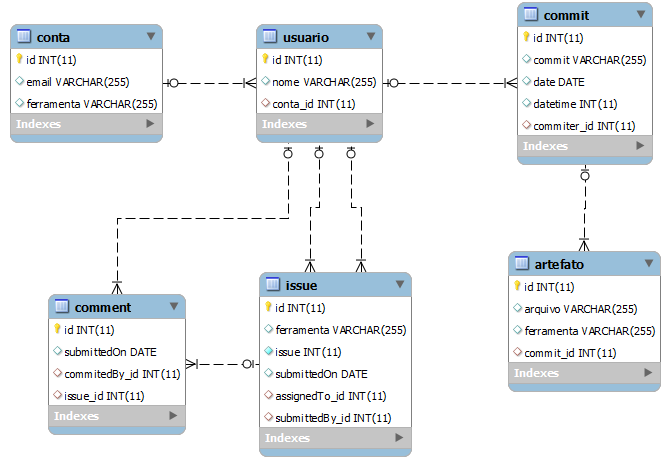 conta
id INT(11)
email VARCHAR(255)
ferramenta VARCHAR(255)
Indexes
usuario
id INT(11)
nome VARCHAR(255)
conta_id INT(11)
Indexes
commit
id INT(11)
commit VARCHAR(255)
date DATE
datetime INT(11)
commiter_id INT(11)
Indexes
comment
id INT(11)
submittedOn DATE
commitedBy_id INT(11)
issue_id INT(11)
Indexes
issue
id INT(11)
ferramenta VARCHAR(255)
issue INT(11)
submittedOn DATE
assignedTo_id INT(11)
submittedBy_id INT(11)
Indexes
artefato
id INT(11)
arquivo VARCHAR(255)
ferramenta VARCHAR(255)
commit_id INT(11)
Indexes